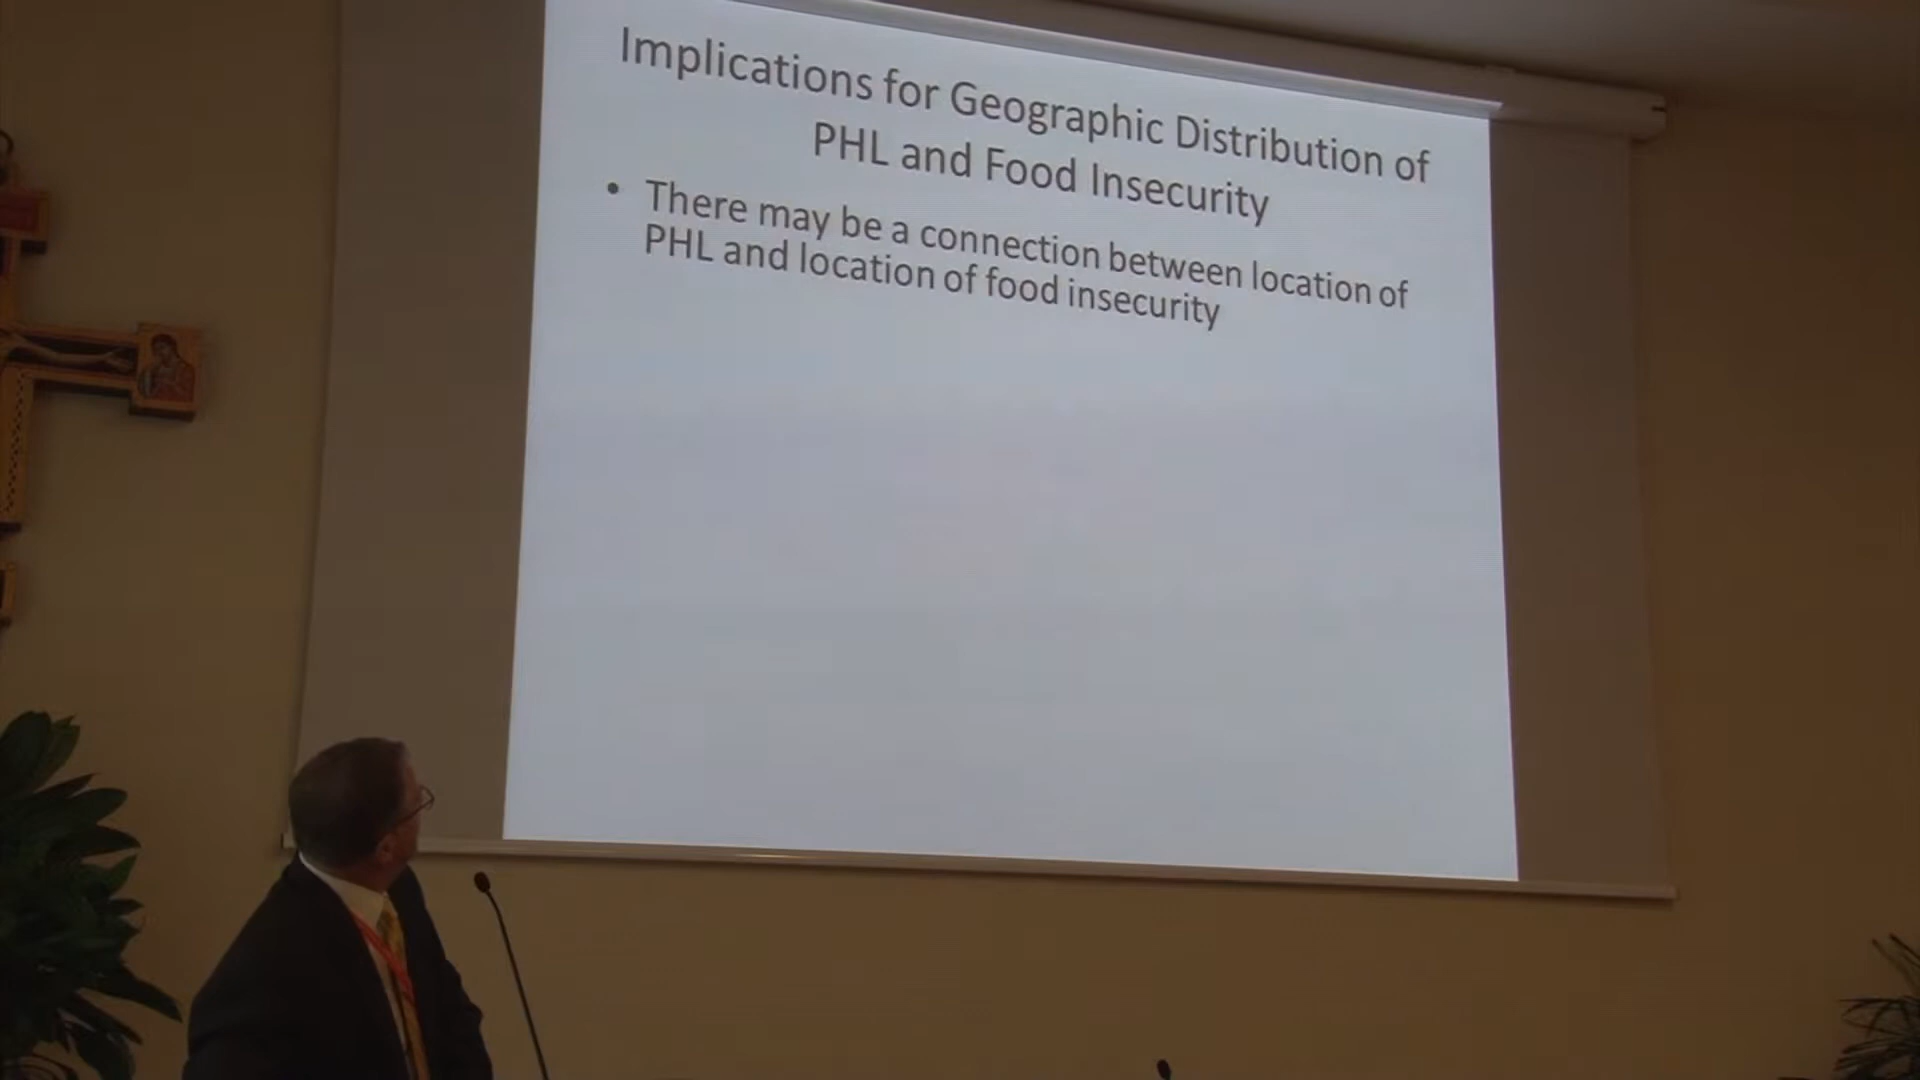 Implications for Geographic Distribution of
PHL and Food Insecurity
• There may be a connection between location of
PHL and location of food insecurity